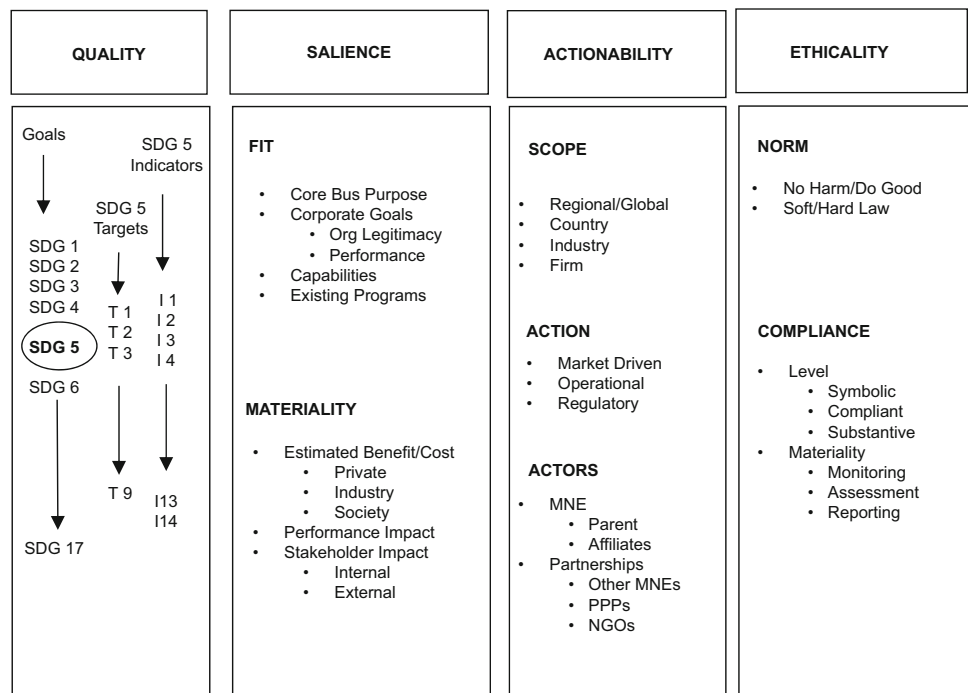 QUALITY
SALIENCE
ACTIONABILITY
ETHICALITY
Goals
SDG 5
Indicators
SDG 5
Targets
SDG 1
SDG 2
SDG 3
SDG 4
SDG 5
SDG 6
SDG 17
T 1
T 2
T 3
T 9
I 1
I 2
I 3
I 4
I13
I14
FIT
• Core Bus Purpose
• Corporate Goals
• Org Legitimacy
• Performance
• Capabilities
• Existing Programs
MATERIALITY
• Estimated Benefit/Cost
• Private
• Industry
• Society
• Performance Impact
• Stakeholder Impact
• Internal
• External
SCOPE
• Regional/Global
• Country
• Industry
• Firm
ACTION
• Market Driven
• Operational
• Regulatory
ACTORS
• MNE
• Parent
• Affiliates
• Partnerships
• Other MNEs
• PPPs
• NGOs
NORM
• No Harm/Do Good
• Soft/Hard Law
COMPLIANCE
• Level
• Symbolic
• Compliant
• Substantive
• Materiality
• Monitoring
• Assessment
• Reporting